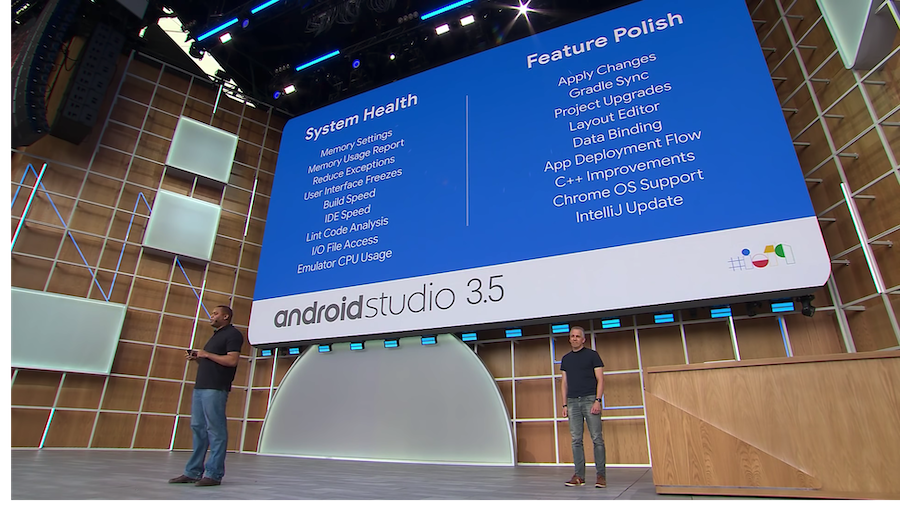 System Health
Memory Settings
Memory Usage Report
Reduce Exceptions
User Interface Freezes
Build Speed
IDE Speed
Lint Code Analysis
I/O File Access
Emulator CPU Usage
Feature Polish
Apply Changes
Gradle Sync
Project Upgrades
Layout Editor
Data Binding
App Deployment Flow
C++ Improvements
Chrome OS Support
IntelliJ Update
androidstudio 3.5
#io19